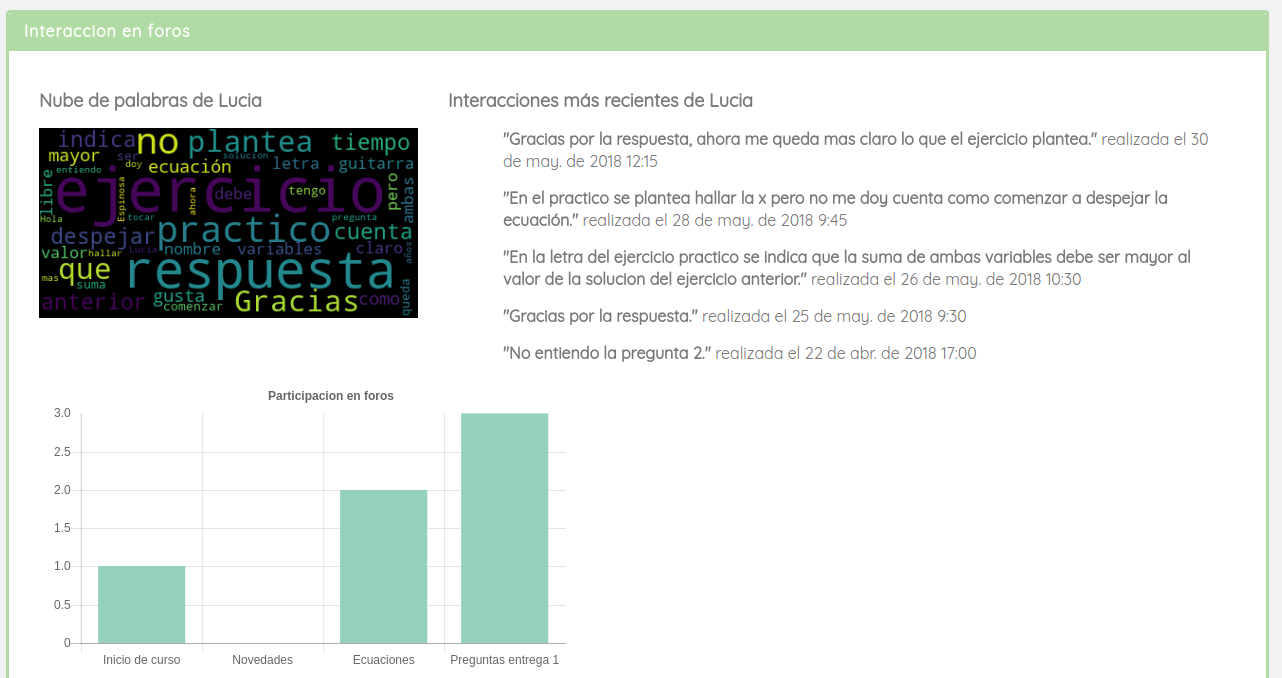 Interaccion en foros
Nube de palabras de Lucia
indica no plantea tiempo
mayor ser doy ecuación solucion letra guitarra
entiendo
libre ejercicio debe tengo pero ambas
Espinosa ahora
Hola tocar practico pregunta cuenta
despejar
Lucia nombre variables claro años
valor hallar
que respuesta
mas suma
anterior gusta comenzar Gracias como queda
Interacciones más recientes de Lucia
"Gracias por la respuesta, ahora me queda mas claro lo que el ejercicio plantea." realizada el 30
de may. de 2018 12:15
"En el practico se plantea hallar la x pero no me doy cuenta como comenzar a despejar la
ecuación." realizada el 28 de may. de 2018 9:45
"En la letra del ejercicio practico se indica que la suma de ambas variables debe ser mayor al
valor de la solucion del ejercicio anterior." realizada el 26 de may. de 2018 10:30
"Gracias por la respuesta." realizada el 25 de may. de 2018 9:30
"No entiendo la pregunta 2." realizada el 22 de abr. de 2018 17:00
Participacion en foros
3.0
2.5
2.0
1.5
1.0
0.5
0
Inicio de curso Novedades Ecuaciones Preguntas entrega 1